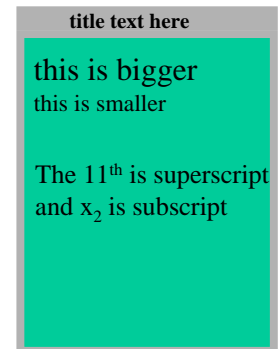 title text here
this is bigger
this is smaller
The 11th is superscript
and x2 is subscript